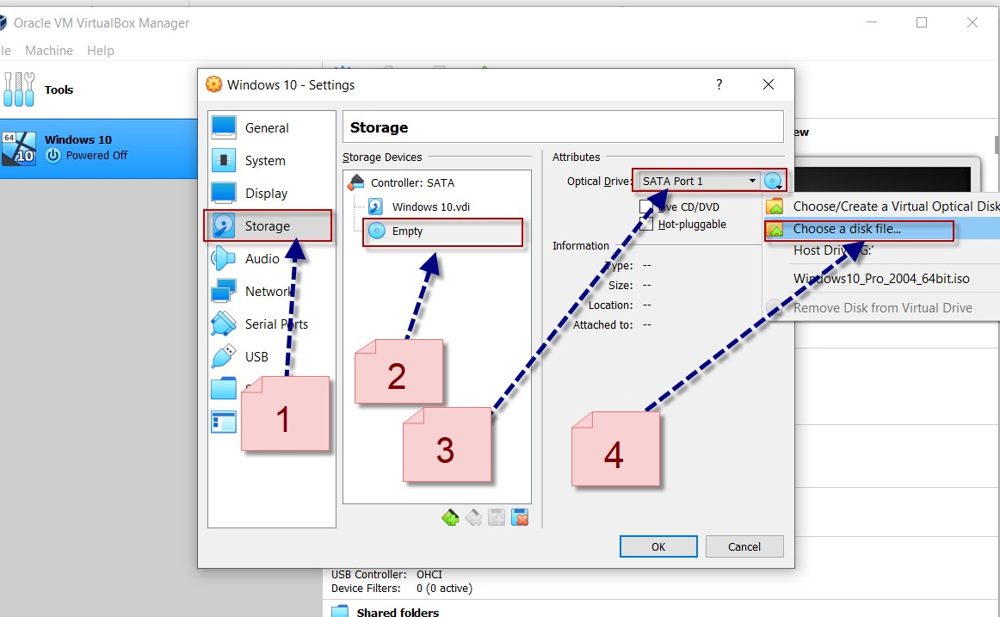 Oracle VM VirtualBox Manager
le Machine Help
Tools
64
10
Windows 10
Powered Off
Windows 10 - Settings
?
General
System
Display
Storage
Audio
Network
Serial Ports
USB
Storage
Storage Devices
Controller: SATA
Windows 10.vdi
Empty
Attributes
Optical Drive: SATA Port 1
Live CD/DVD
Hot-pluggable
Information
Type: --
Size: --
Location: --
Attached to: --
ew
Choose/Create a Virtual Optical Disk
Choose a disk file...
Host Drive 'G:'
Windows10_Pro_2004_64bit.iso
Remove Disk from Virtual Drive
1
2
3
4
OK Cancel
USB Controller: OHCI
Device Filters: 0 (0 active)
Shared folders